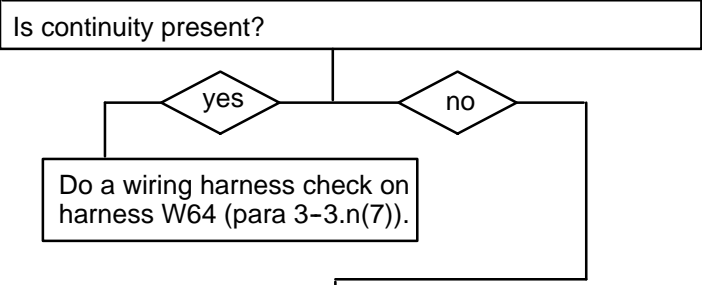 Is continuity present?
yes
no
Do a wiring harness check on
harness W64 (para 3-3.n(7)).